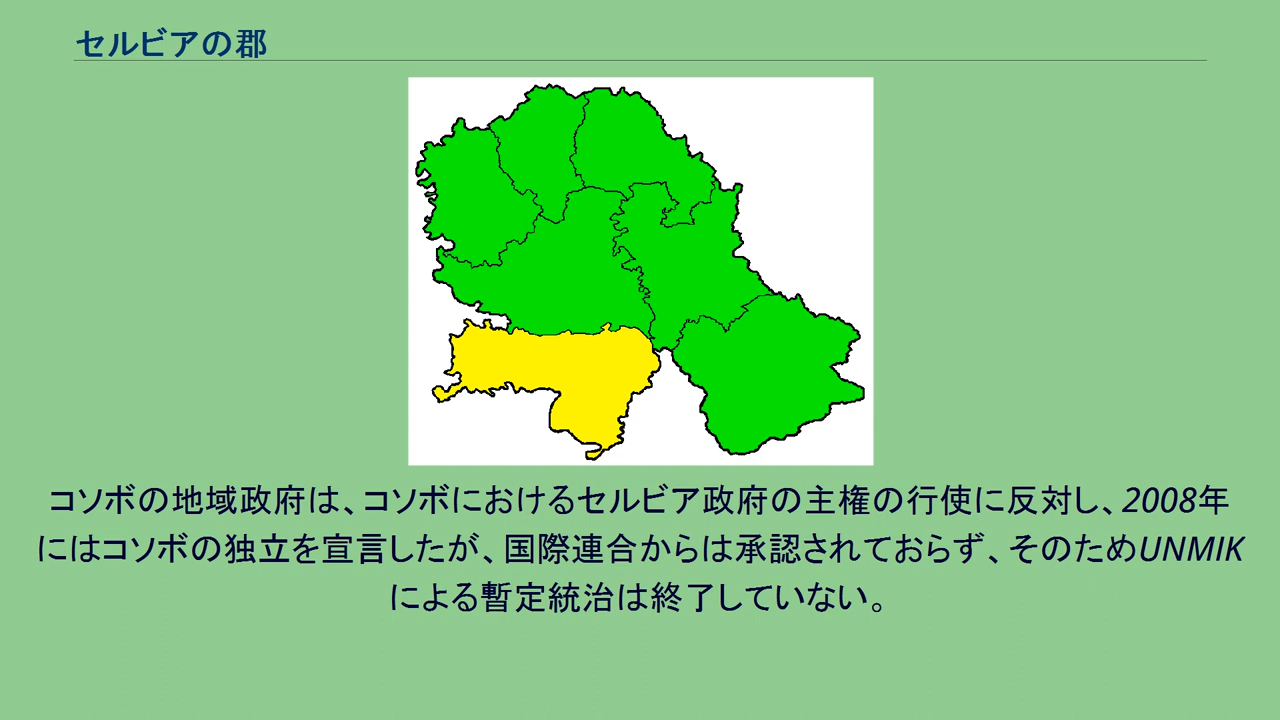 セルビアの郡
コソボの地域政府は、コソボにおけるセルビア政府の主権の行使に反対し、2008年
にはコソボの独立を宣言したが、国際連合からは承認されておらず、そのためUNMIK
による暫定統治は終了していない。